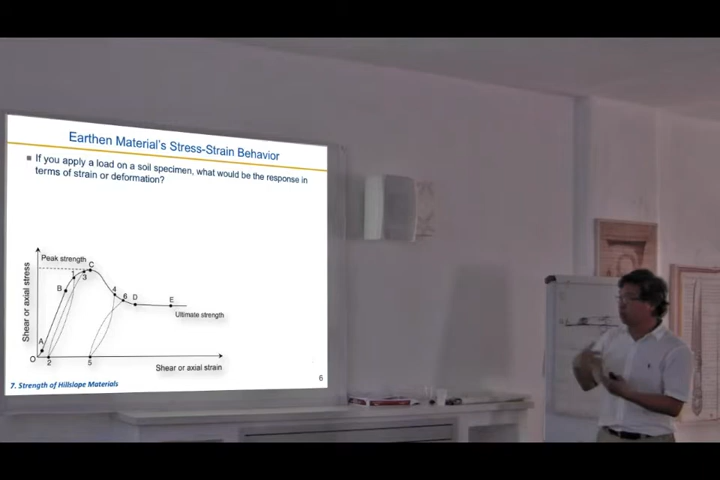 Earthen Material's Stress-Strain Behavior
If you apply a load on a soil specimen, what would be the response in
terms of strain or deformation?
Shear or axial stress
Peak strength
C
1
3
B
4
6
D
E
Ultimate strength
A
O
2
5
Shear or axial strain
7. Strength of Hillslope Materials
6